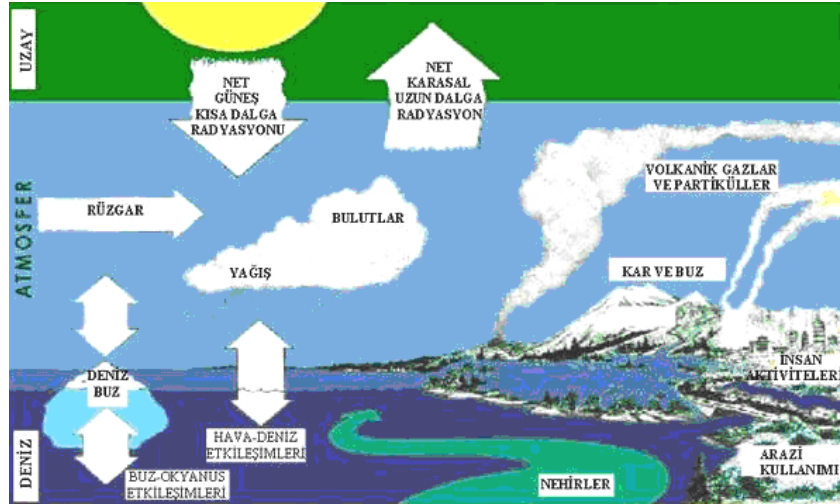 UZAY
NET
GÜNEŞ
KISA DALGA
RADYASYONU
NET
KARASAL
UZUN DALGA
RADYASYON
ATMOSFER
RÜZGAR
BULUTLAR
YAĞIŞ
VOLKANİK GAZLAR
VE PARTİKÜLLER
KAR VE BUZ
DENİZ
BUZ
İNSAN
AKTİVİTELERİ
DENİZ
HAVA-DENİZ
ETKİLEŞİMLERİ
BUZ-OKYANUS
ETKİLEŞİMLERİ
NEHİRLER
ARAZİ
KULLANIMI